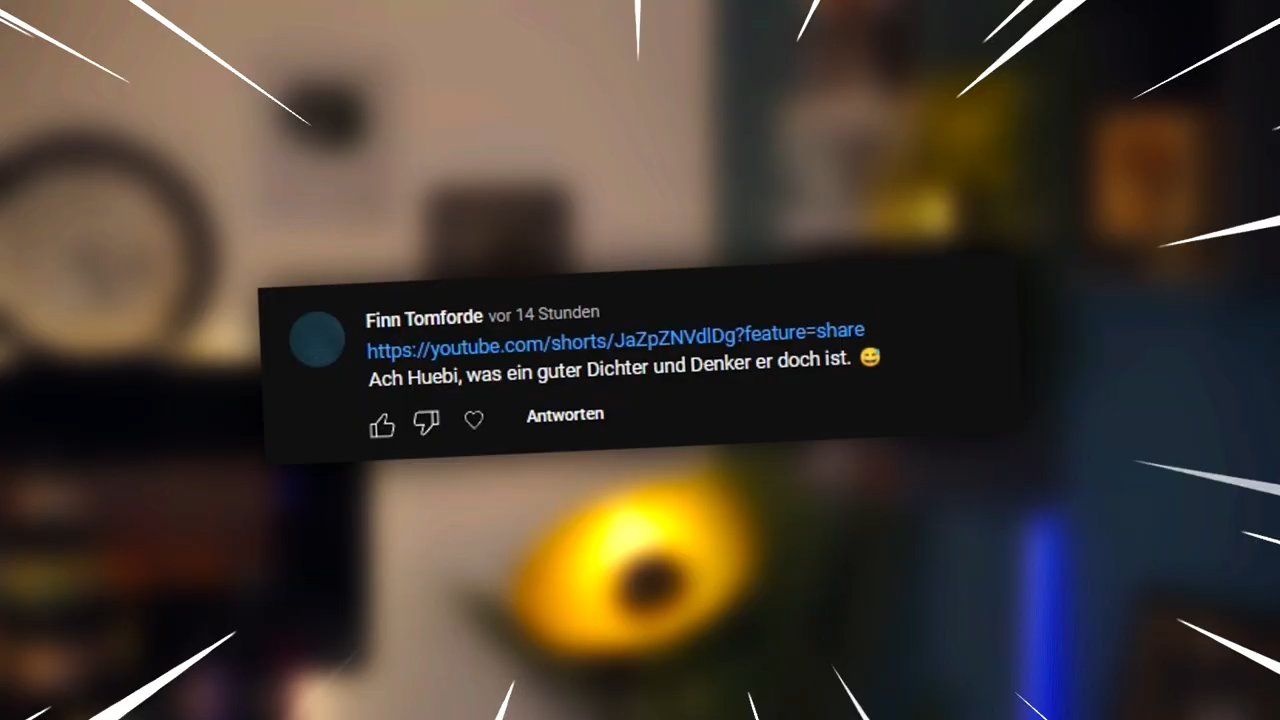 Finn Tomforde vor 14 Stunden
https://youtube.com/shorts/JaZpZNVdlDg?feature=share
Ach Huebi, was ein guter Dichter und Denker er doch ist. 😅
Antworten